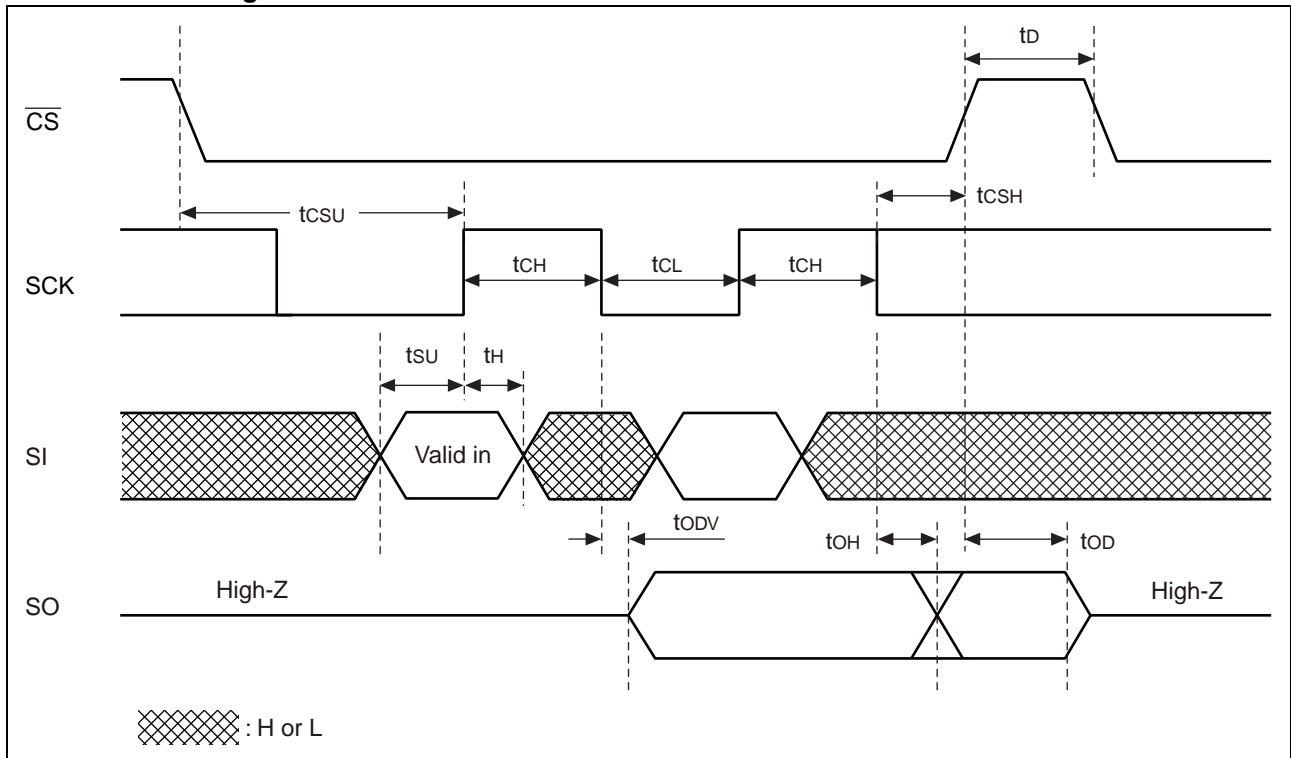 tD
CS
tCSH
tCSU
tCH
tCL
tCH
SCK
tSU
tH
SI
Valid in
tODV
tOH
tOD
High-Z
High-Z
SO
: H or L